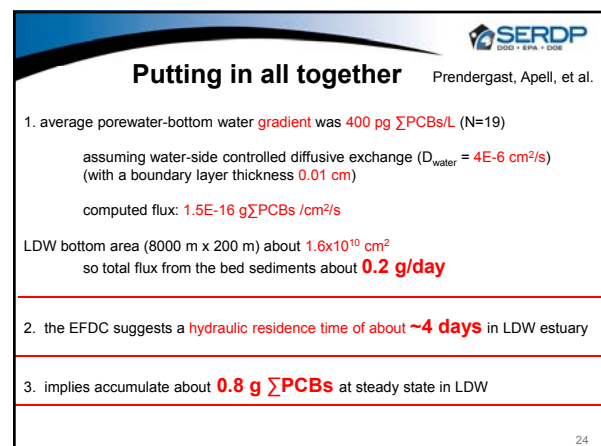 SERDP
DOD • EPA • DOE
Putting in all together
Prendergast, Apell, et al.
1. average porewater-bottom water gradient was 400 pg ∑PCBs/L (N=19)
assuming water-side controlled diffusive exchange (Dwater = 4E-6 cm²/s)
(with a boundary layer thickness 0.01 cm)
computed flux: 1.5E-16 g∑PCBs /cm²/s
LDW bottom area (8000 m x 200 m) about 1.6x10¹⁰ cm²
so total flux from the bed sediments about 0.2 g/day
2. the EFDC suggests a hydraulic residence time of about ~4 days in LDW estuary
3. implies accumulate about 0.8 g ∑PCBs at steady state in LDW
24